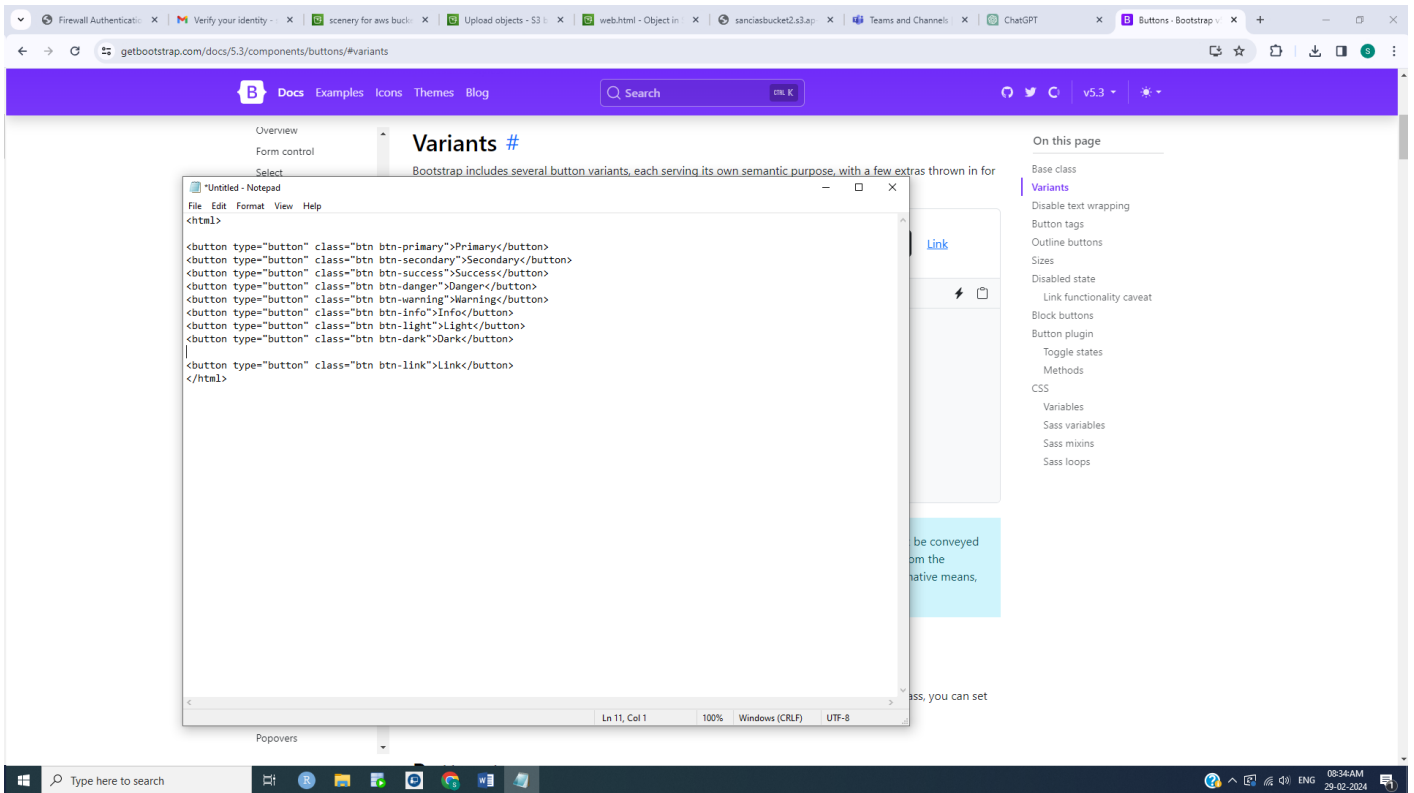 Firewall Authenticatic
Verify your identity -
scenery for aws buck
Upload objects - S3 b
web.html - Object in
sanciasbucket2.s3.ap
Teams and Channels
ChatGPT
Buttons · Bootstrap v
getbootstrap.com/docs/5.3/components/buttons/#variants
B Docs Examples Icons Themes Blog
Search CTRL K
v5.3
Overview
Form control
Select
Variants #
Bootstrap includes several button variants, each serving its own semantic purpose, with a few extras thrown in for
*Untitled - Notepad
File Edit Format View Help
<html>
<button type="button" class="btn btn-primary">Primary</button>
<button type="button" class="btn btn-secondary">Secondary</button>
<button type="button" class="btn btn-success">Success</button>
<button type="button" class="btn btn-danger">Danger</button>
<button type="button" class="btn btn-warning">Warning</button>
<button type="button" class="btn btn-info">Info</button>
<button type="button" class="btn btn-light">Light</button>
<button type="button" class="btn btn-dark">Dark</button>
<button type="button" class="btn btn-link">Link</button>
</html>
Ln 11, Col 1 100% Windows (CRLF) UTF-8
Link
be conveyed
om the
native means,
ass, you can set
Popovers
On this page
Base class
Variants
Disable text wrapping
Button tags
Outline buttons
Sizes
Disabled state
Link functionality caveat
Block buttons
Button plugin
Toggle states
Methods
CSS
Variables
Sass variables
Sass mixins
Sass loops
Type here to search
ENG
08:34AM
29-02-2024